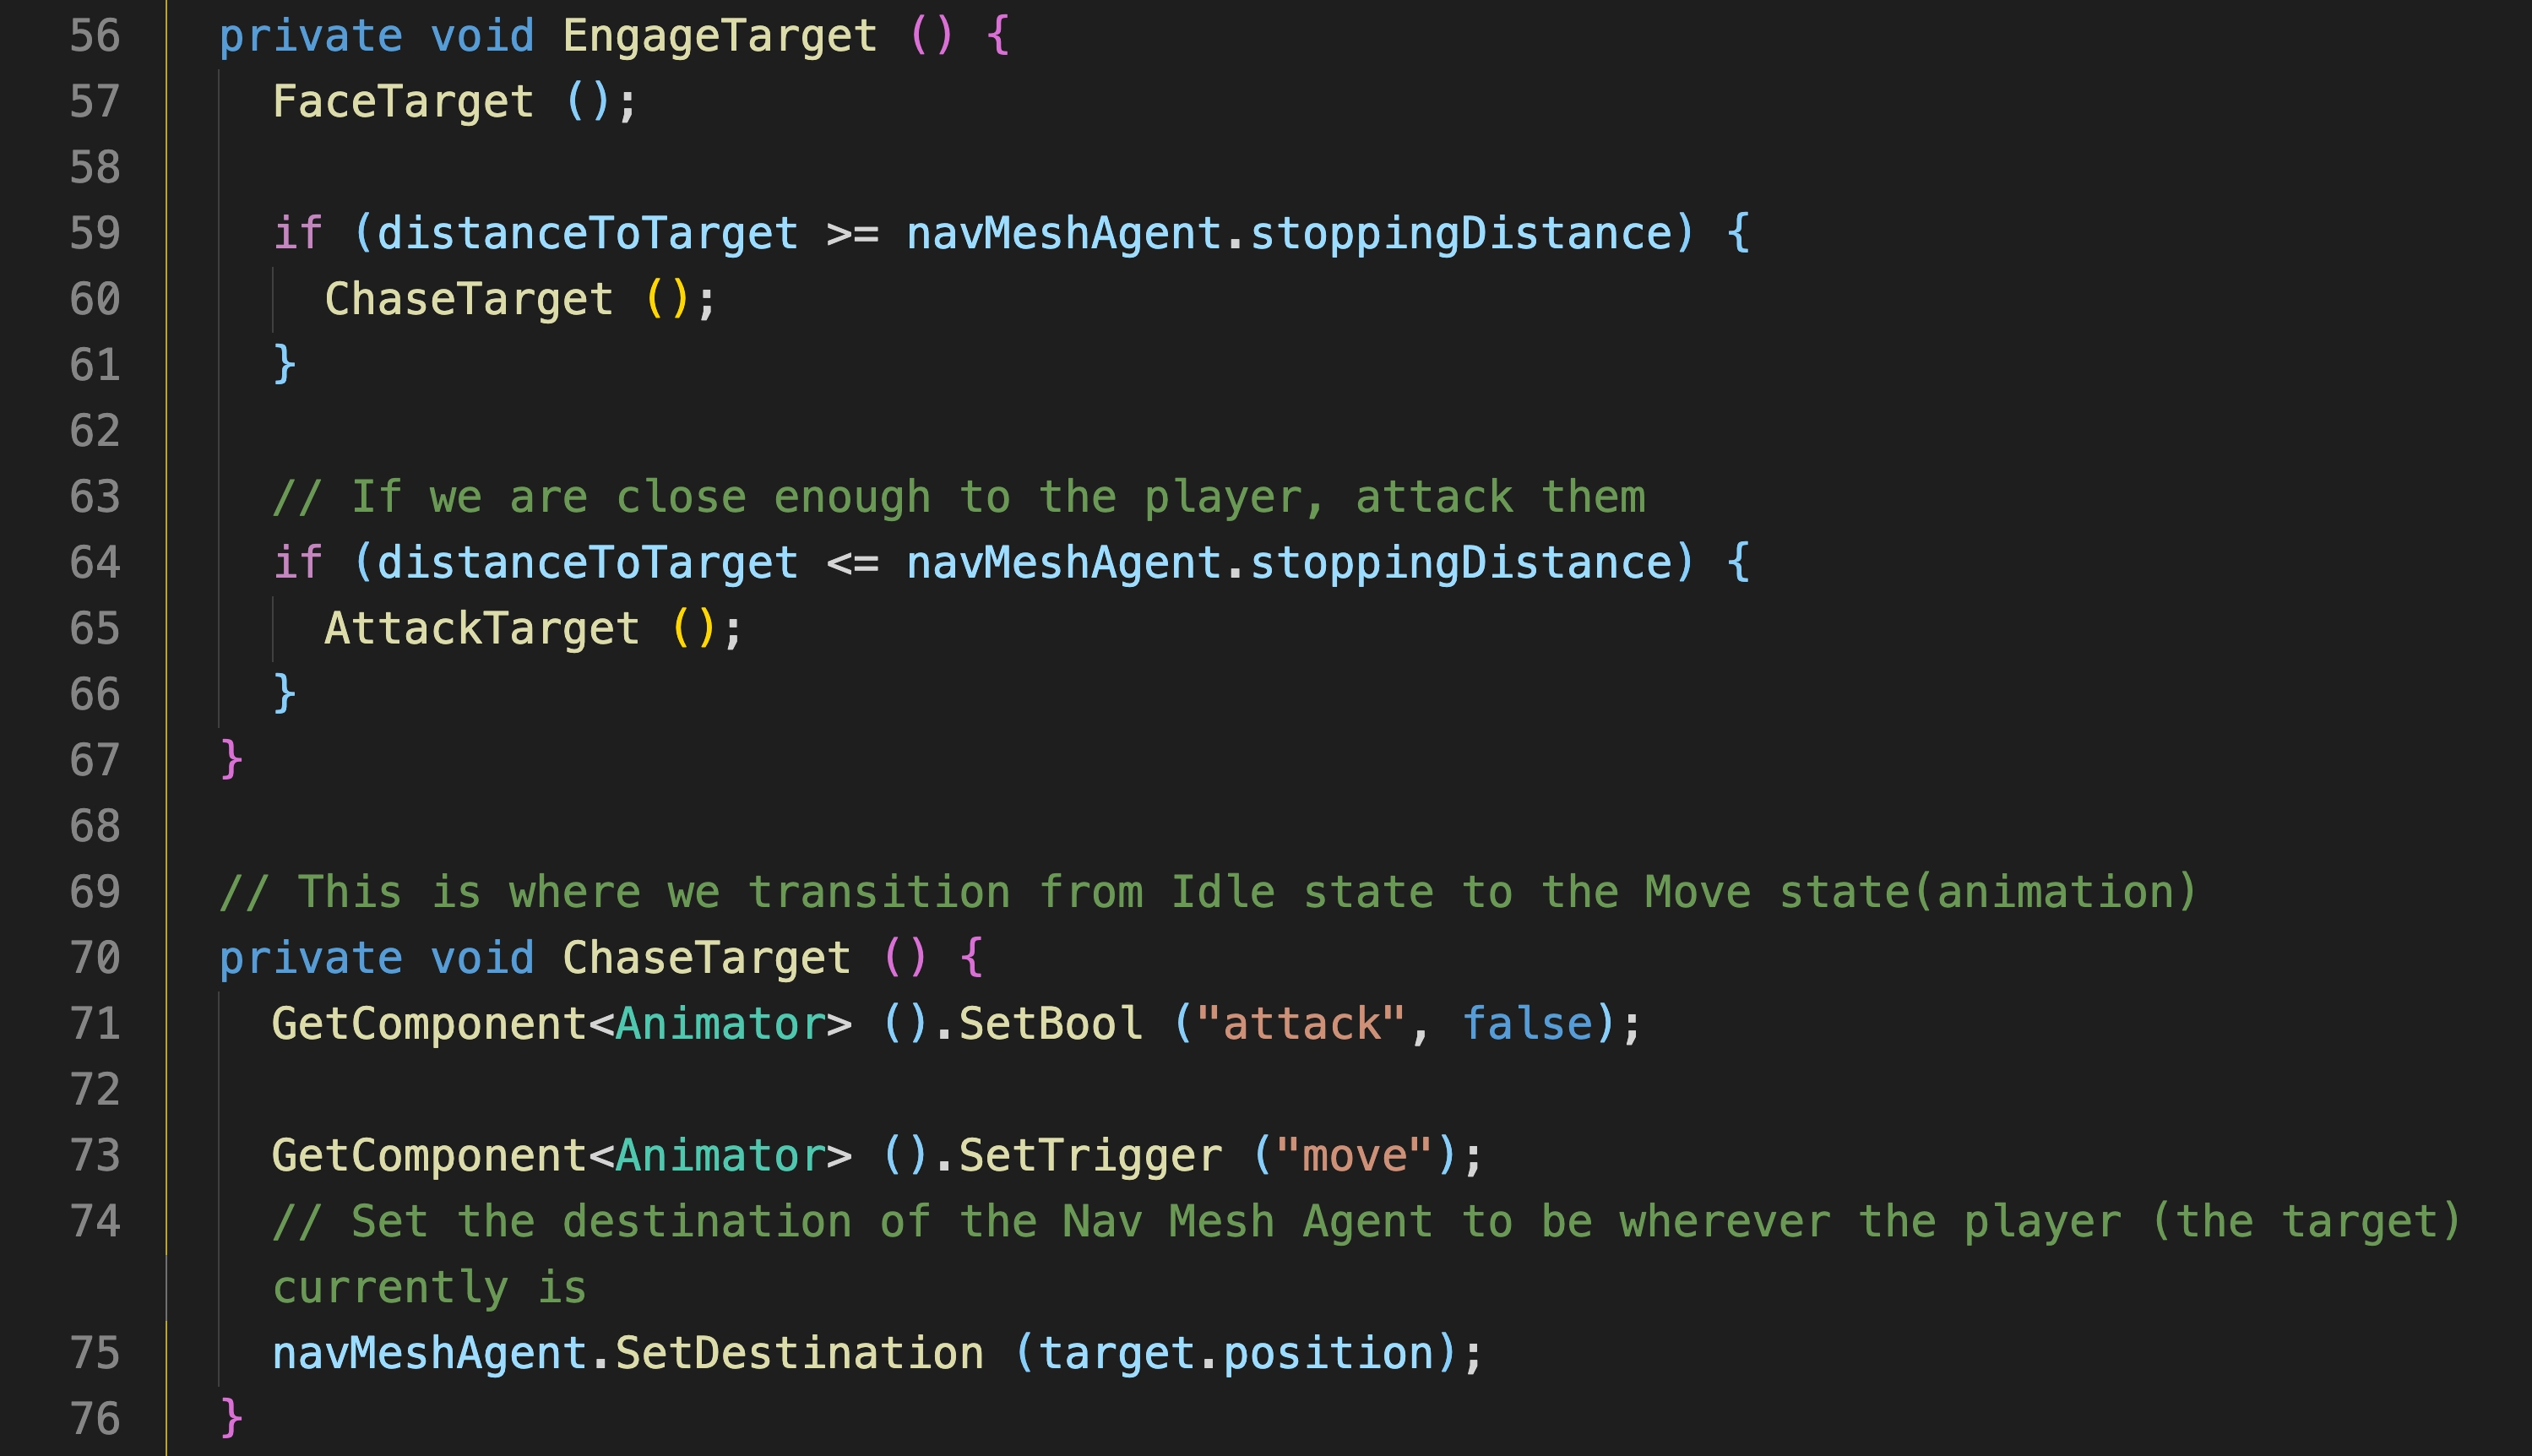 56 private void EngageTarget () {
57 FaceTarget ();
58
59 if (distanceToTarget >= navMeshAgent.stoppingDistance) {
60 ChaseTarget ();
61 }
62
63 // If we are close enough to the player, attack them
64 if (distanceToTarget <= navMeshAgent.stoppingDistance) {
65 AttackTarget ();
66 }
67 }
68
69 // This is where we transition from Idle state to the Move state(animation)
70 private void ChaseTarget () {
71 GetComponent<Animator> ().SetBool ("attack", false);
72
73 GetComponent<Animator> ().SetTrigger ("move");
74 // Set the destination of the Nav Mesh Agent to be wherever the player (the target)
currently is
75 navMeshAgent.SetDestination (target.position);
76 }